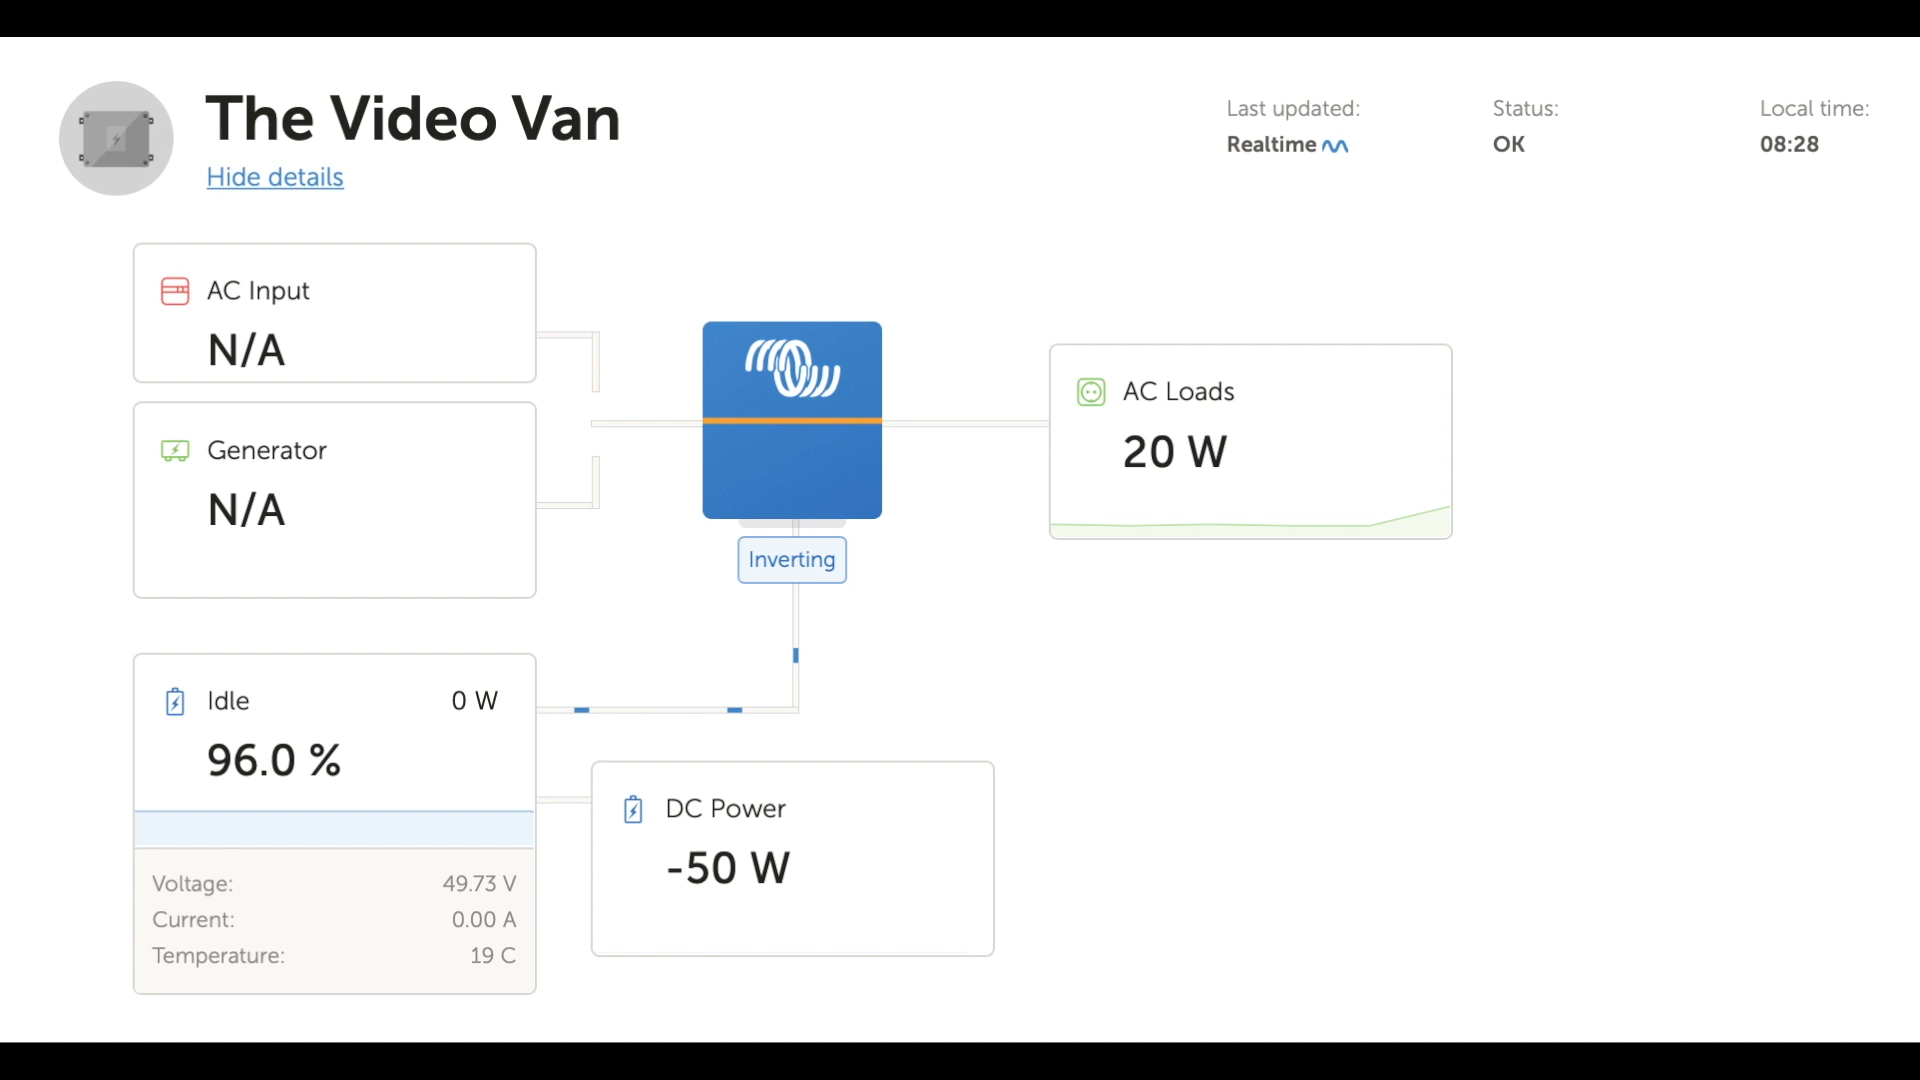 The Video Van
Hide details
Last updated:
Realtime
Status:
OK
Local time:
08:28
AC Input
N/A
Generator
N/A
Inverting
AC Loads
20 W
Idle 0 W
96.0 %
Voltage: 49.73 V
Current: 0.00 A
Temperature: 19 C
DC Power
-50 W